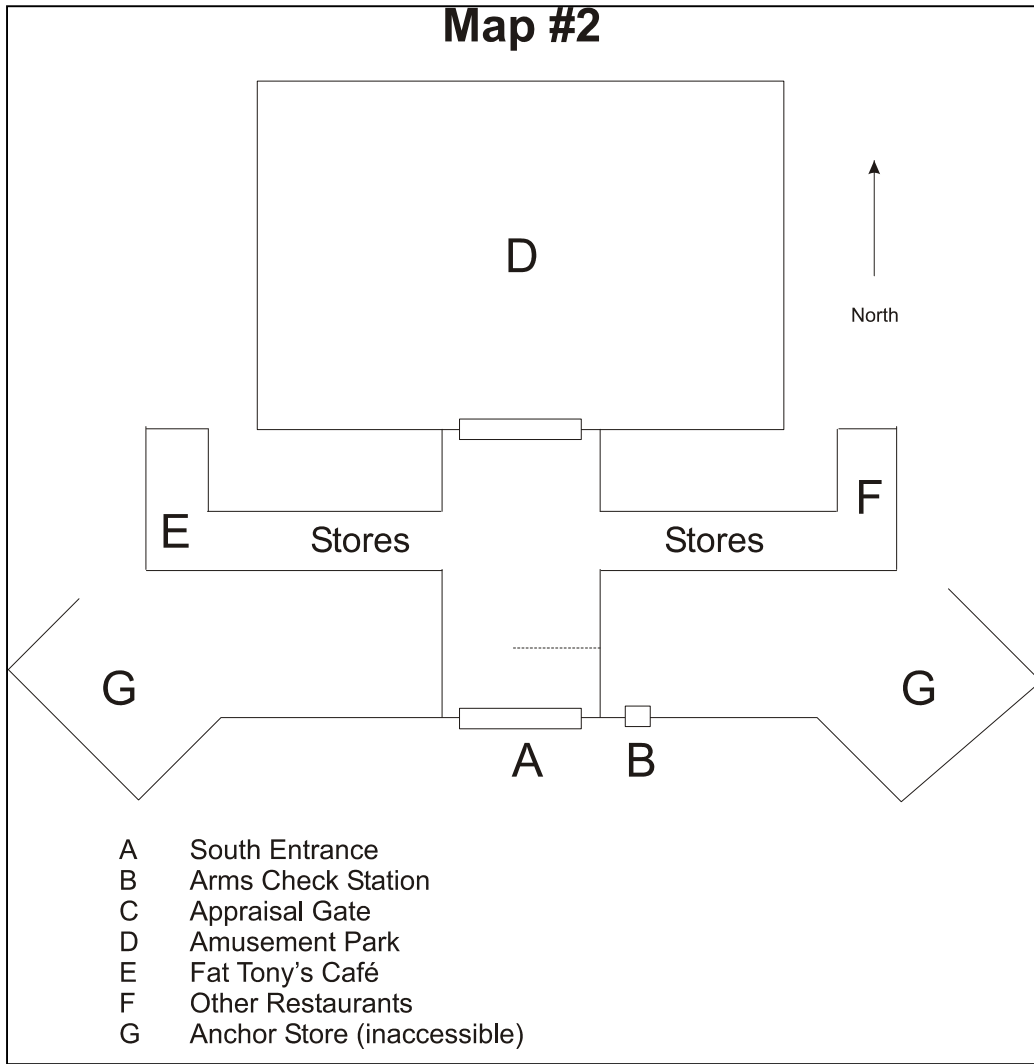 Map #2
D
North
E
Stores
Stores
F
G
G
A
B
A South Entrance
B Arms Check Station
C Appraisal Gate
D Amusement Park
E Fat Tony's Café
F Other Restaurants
G Anchor Store (inaccessible)